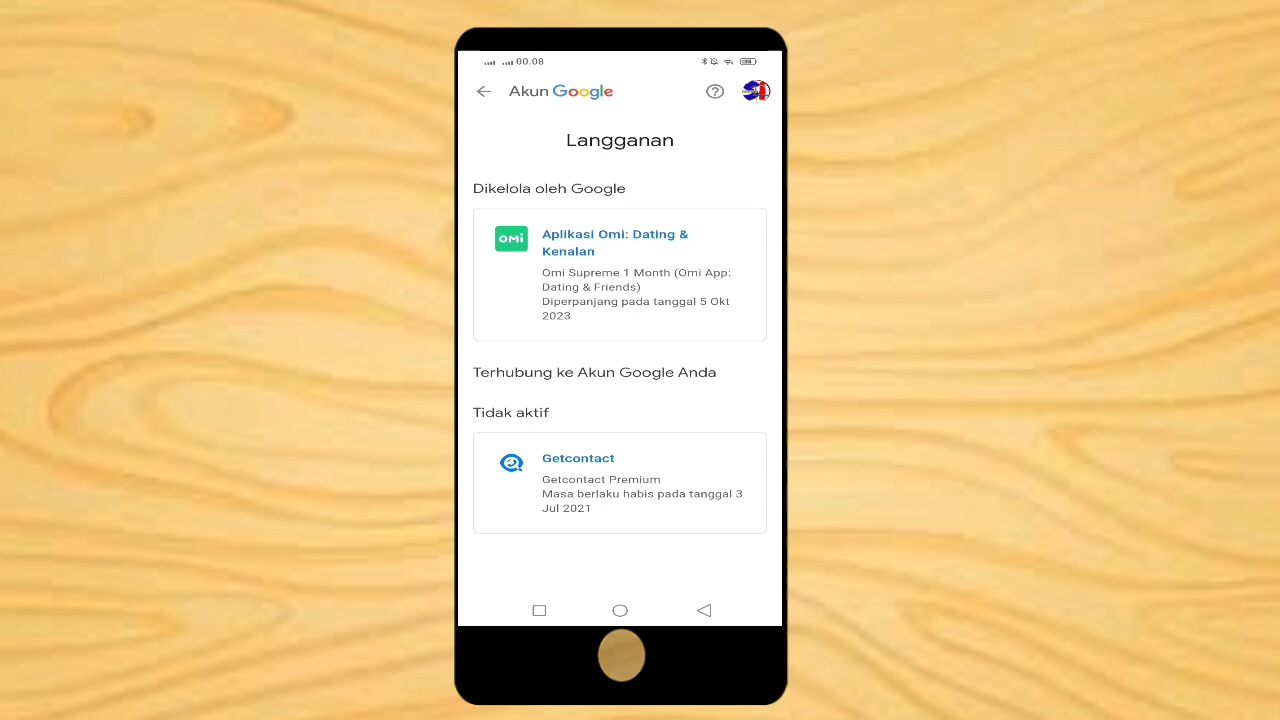 00.08
Akun Google
Langganan
Dikelola oleh Google
OMI
Aplikasi Omi: Dating &
Kenalan
Omi Supreme 1 Month (Omi App:
Dating & Friends)
Diperpanjang pada tanggal 5 Okt
2023
Terhubung ke Akun Google Anda
Tidak aktif
Getcontact
Getcontact Premium
Masa berlaku habis pada tanggal 3
Jul 2021